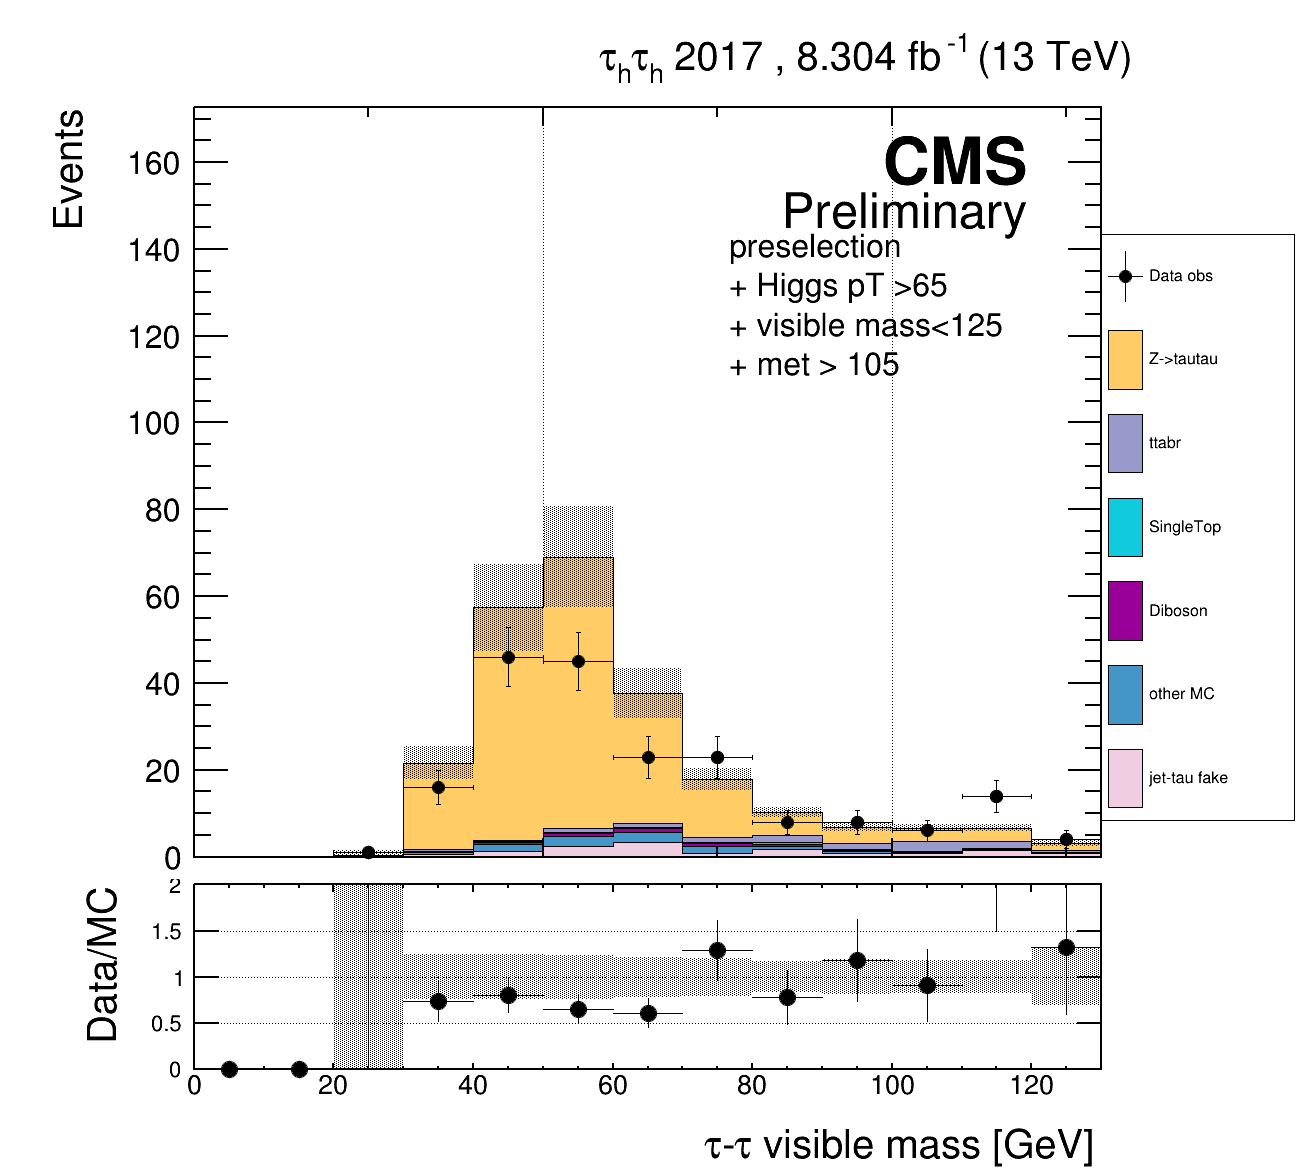 τhτh 2017 , 8.304 fb-1 (13 TeV)
Events
160
140
120
100
80
60
40
20
0
CMS
Preliminary
preselection
+ Higgs pT >65
+ visible mass<125
+ met > 105
Data obs
Z->tautau
ttabr
SingleTop
Diboson
other MC
jet-tau fake
Data/MC
2
1.5
1
0.5
0
0 20 40 60 80 100 120
τ-τ visible mass [GeV]